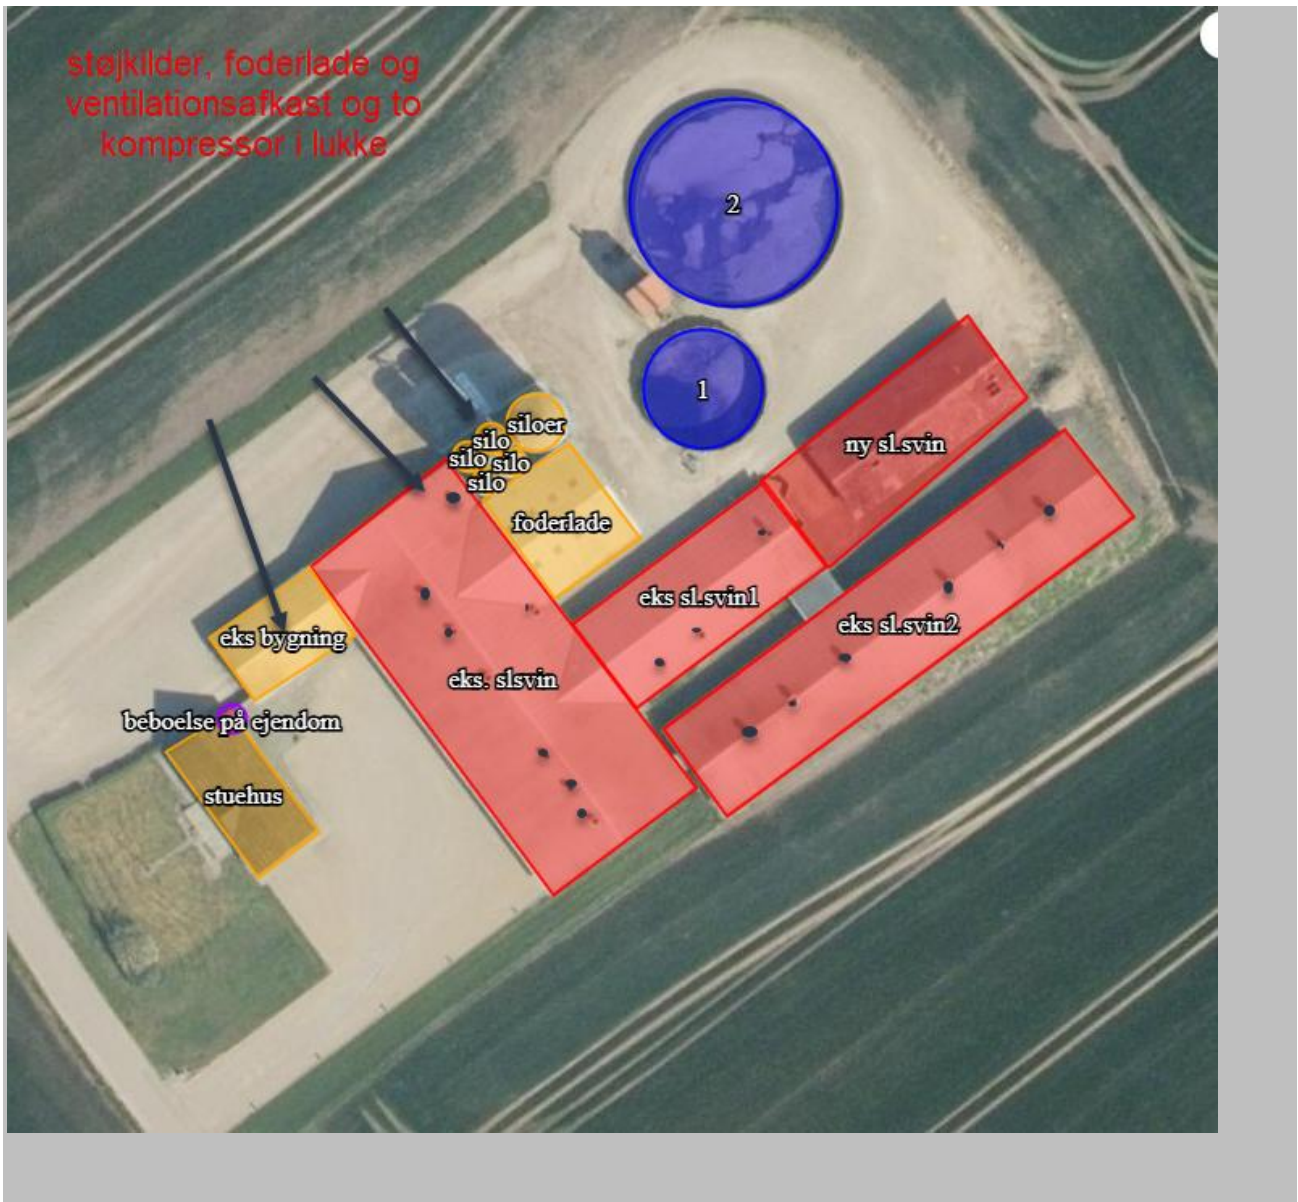 støjkilder, foderlade og
ventilationsafkast og to
kompressor i lukke
2
1
siloer
silo
silo
silo
silo
ny sl.svin
foderlade
eks sl.svin1
eks sl.svin2
eks bygning
eks. slsvin
beboelse på ejendom
stuehus